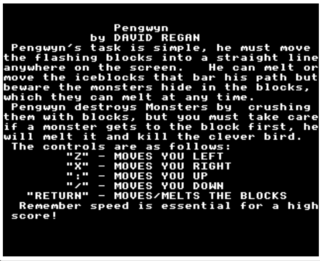 Pengwyn
by DAVID REGAN
Pengwyn's task is simple, he must move
the flashing blocks into a straight line
anywhere on the screen. He can melt or
move the iceblocks that bar his path but
beware the monsters hide in the blocks,
which they can melt at any time.
Pengwyn destroys Monsters by crushing
them with blocks, but you must take care
if a monster gets to the block first, he
will melt it and kill the clever bird.
The controls are as follows:
"Z" - MOVES YOU LEFT
"X" - MOVES YOU RIGHT
":" - MOVES YOU UP
"/" - MOVES YOU DOWN
"RETURN" - MOVES/MELTS THE BLOCKS
Remember speed is essential for a high
score!